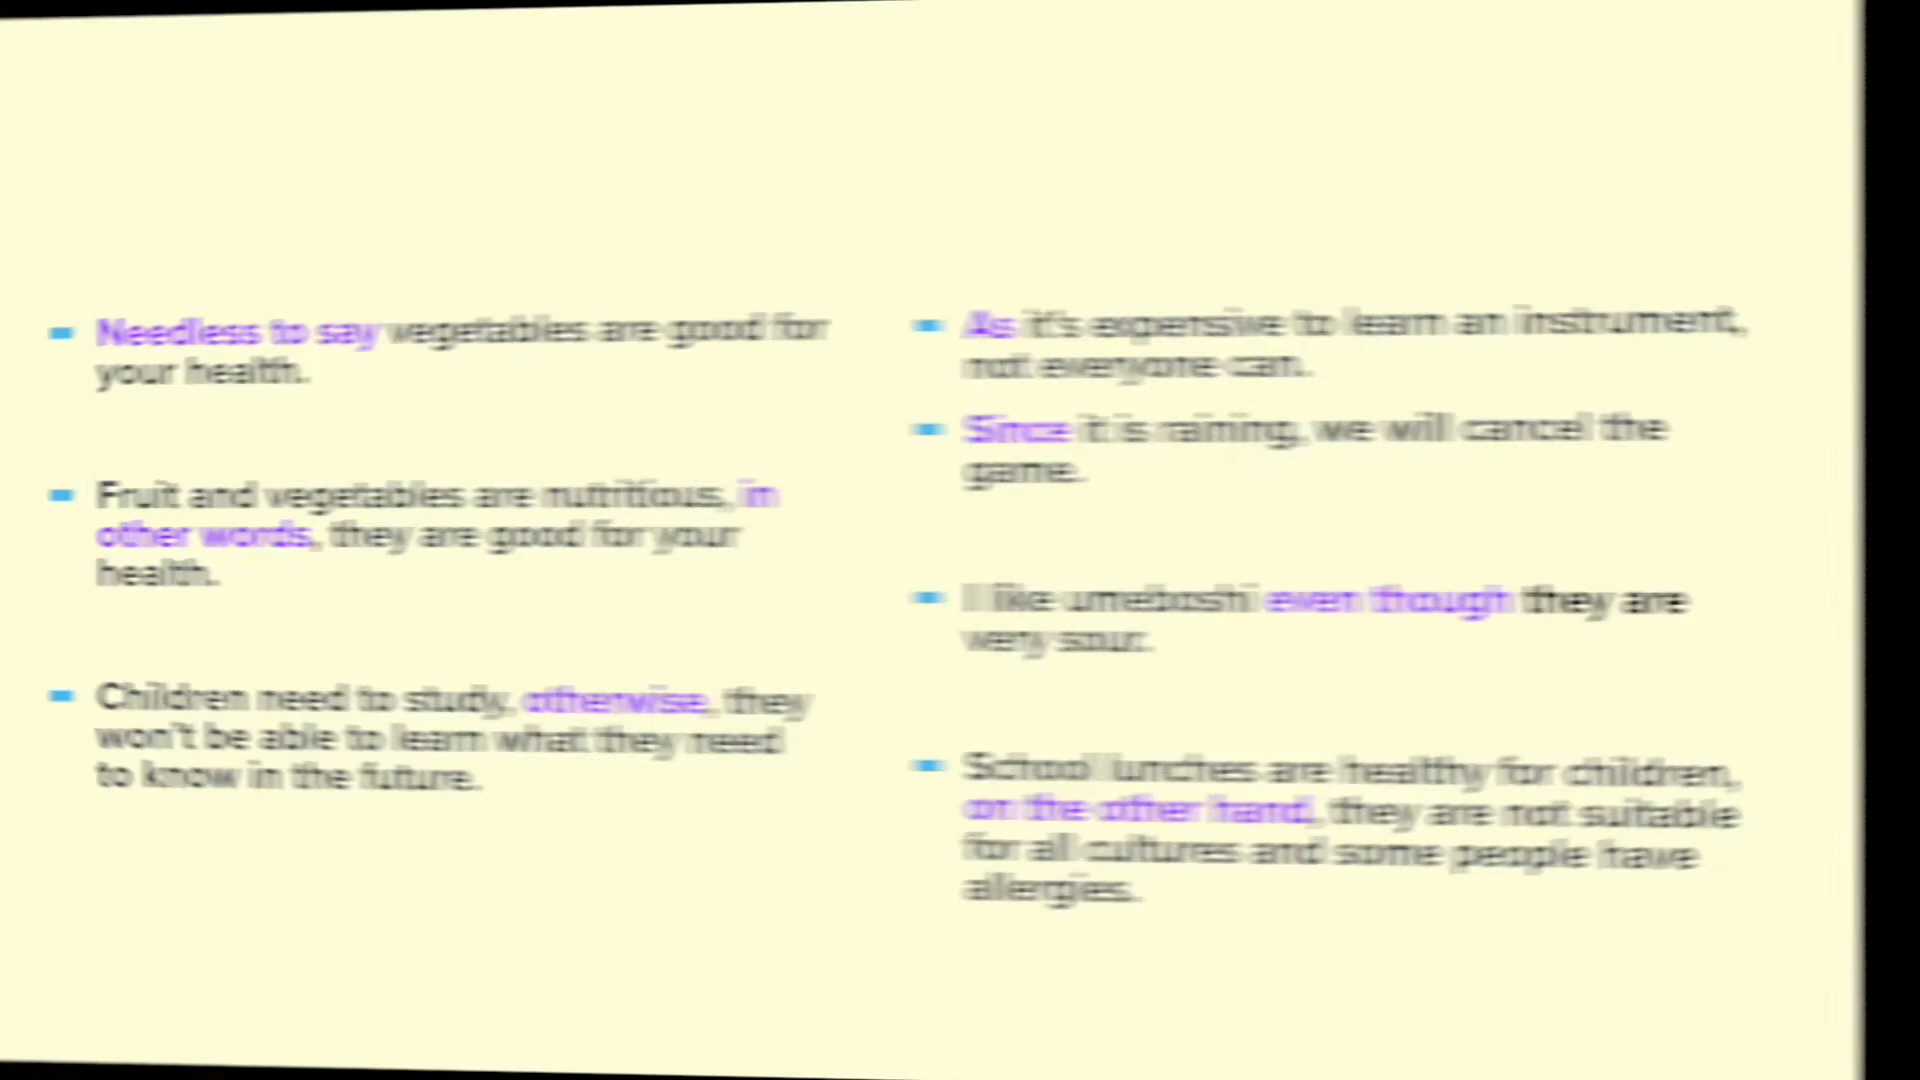 Needless to say vegetables are good for
your health.
Fruit and vegetables are nutritious, in
other words, they are good for your
health.
Children need to study, otherwise, they
won't be able to learn what they need
to know in the future.
As it's expensive to learn an instrument,
not everyone can.
Since it is raining, we will cancel the
game.
I like umeboshi even though they are
very sour.
School lunches are healthy for children,
on the other hand, they are not suitable
for all cultures and some people have
allergies.